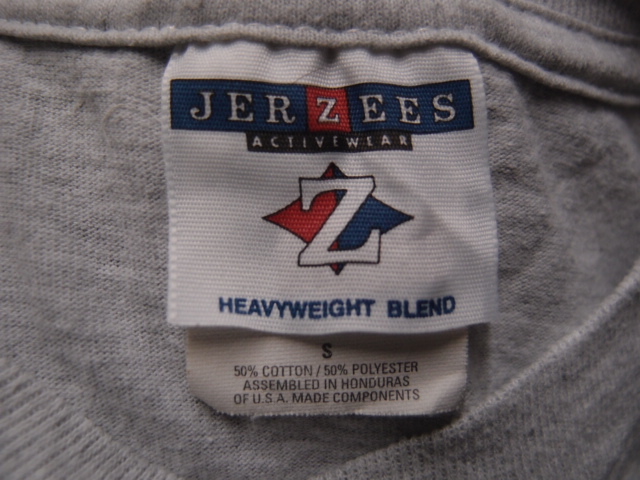 JERZEES
ACTIVEWEAR
Z
HEAVYWEIGHT BLEND
S
50% COTTON / 50% POLYESTER
ASSEMBLED IN HONDURAS
OF U.S.A. MADE COMPONENTS